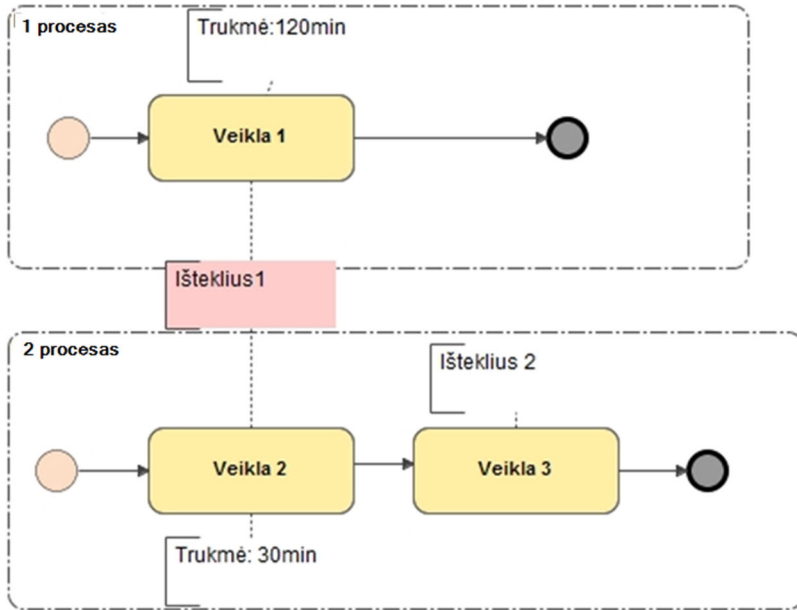 1 procesas
Trukmė:120min
Veikla 1
Išteklius1
2 procesas
Išteklius 2
Veikla 2
Veikla 3
Trukmė: 30min